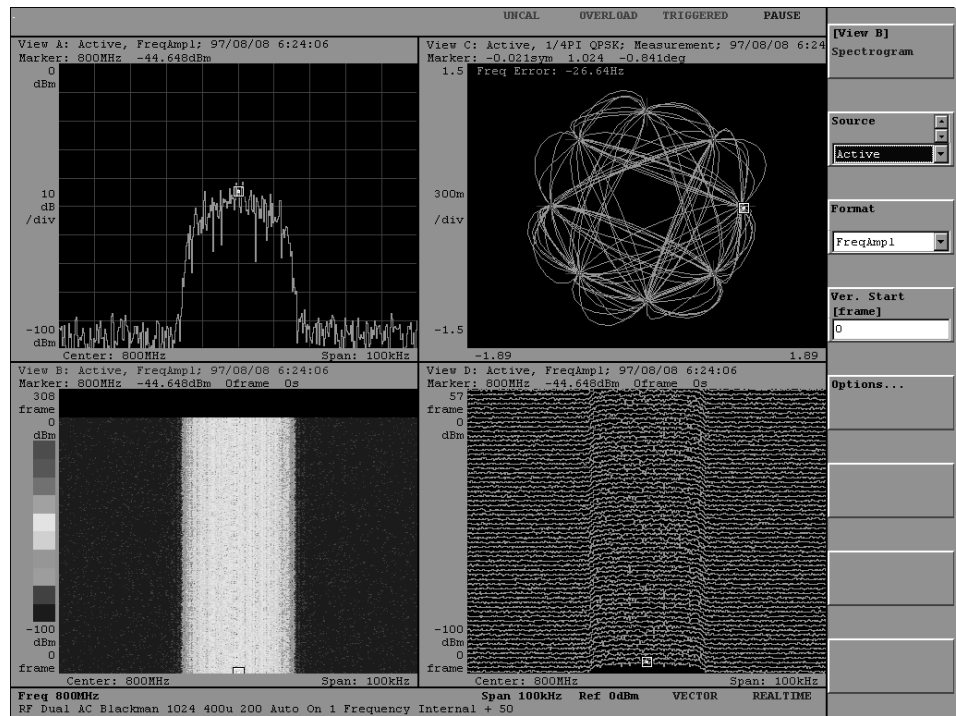 UNCAL OVERLOAD TRIGGERED PAUSE
View A: Active, FreqAmpl; 97/08/08 6:24:06
Marker: 800MHz -44.648dBm
0
dBm
10
dB
/div
-100
dBm
Center: 800MHz Span: 100kHz
View C: Active, 1/4PI QPSK; Measurement; 97/08/08 6:24
Marker: -0.021sym 1.024 -0.841deg
1.5 Freq Error: -26.64Hz
300m
/div
-1.5
-1.89 1.89
View B: Active, FreqAmpl; 97/08/08 6:24:06
Marker: 800MHz -44.648dBm 0frame 0s
308
frame
0
dBm
-100
dBm
0
frame
Center: 800MHz Span: 100kHz
View D: Active, FreqAmpl; 97/08/08 6:24:06
Marker: 800MHz -44.648dBm 0frame 0s
57
frame
0
dBm
-100
dBm
0
frame
Center: 800MHz Span: 100kHz
Freq 800MHz Span 100kHz Ref 0dBm VECTOR REALTIME
RF Dual AC Blackman 1024 400u 200 Auto On 1 Frequency Internal + 50
[View B]
Spectrogram
Source
Active
Format
FreqAmpl
Ver. Start
[frame]
0
Options...